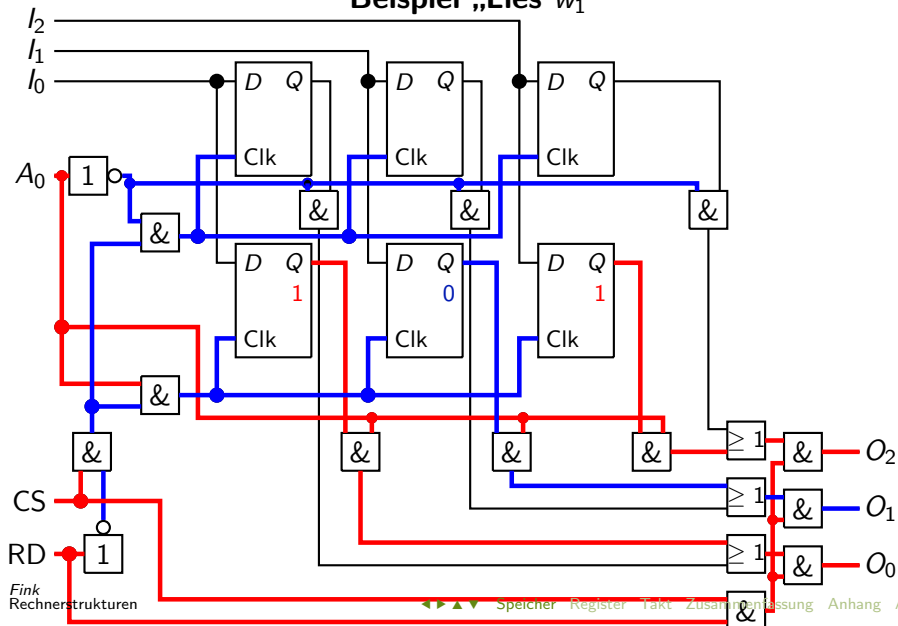 Beispiel „Lies w1“
I2
I1
I0
D Q D Q D Q
Clk Clk Clk
A0 1
& & &
&
D Q D Q D Q
1 0 1
Clk Clk Clk
&
≥ 1 & O2
& & & &
≥ 1 & O1
CS
≥ 1 & O0
RD 1
&
Fink
Rechnerstrukturen
Speicher Register Takt Zusammenfassung Anhang